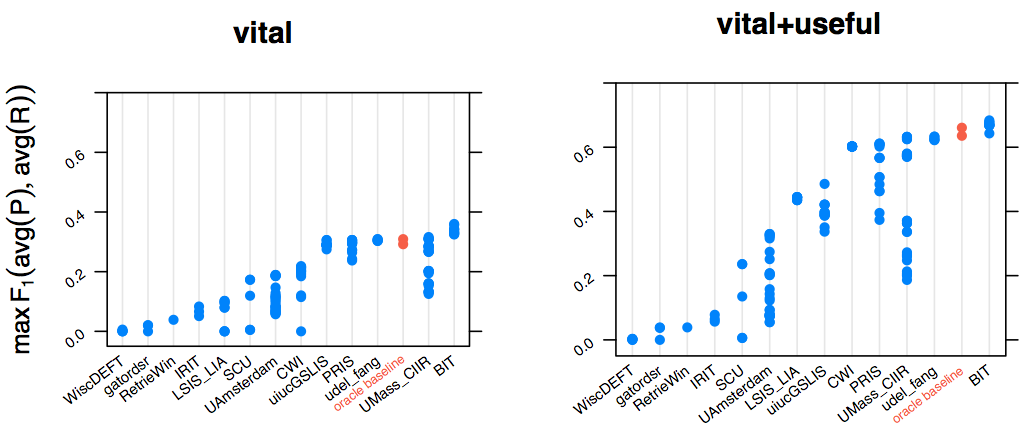 vital
max F1(avg(P), avg(R))
0.6
0.4
0.2
0.0
WiscDEFT
gatordsr
RetrieWin
IRIT
LSIS_LIA
SCU
UAmsterdam
CWI
uiucGSLIS
PRIS
udel_fang
oracle baseline
UMass_CIIR
BIT
vital+useful
0.6
0.4
0.2
0.0
WiscDEFT
gatordsr
RetrieWin
IRIT
SCU
UAmsterdam
LSIS_LIA
uiucGSLIS
CWI
PRIS
UMass_CIIR
udel_fang
oracle baseline
BIT